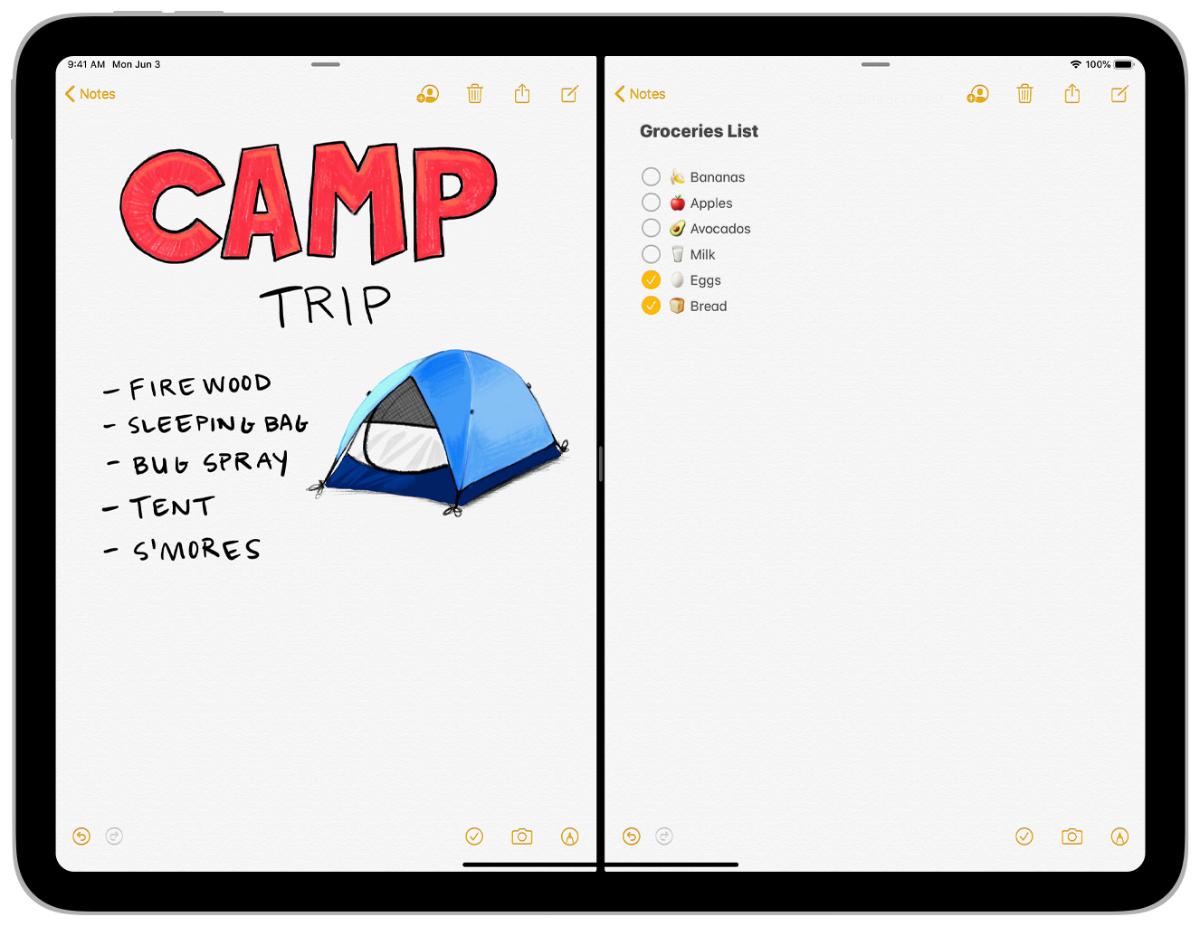 9:41 AM Mon Jun 3
Notes
CAMP
TRIP
- FIREWOOD
- SLEEPING BAG
- BUG SPRAY
- TENT
- S'MORES
100%
Notes
Groceries List
🍌 Bananas
🍎 Apples
🥑 Avocados
🥛 Milk
🥚 Eggs
🍞 Bread